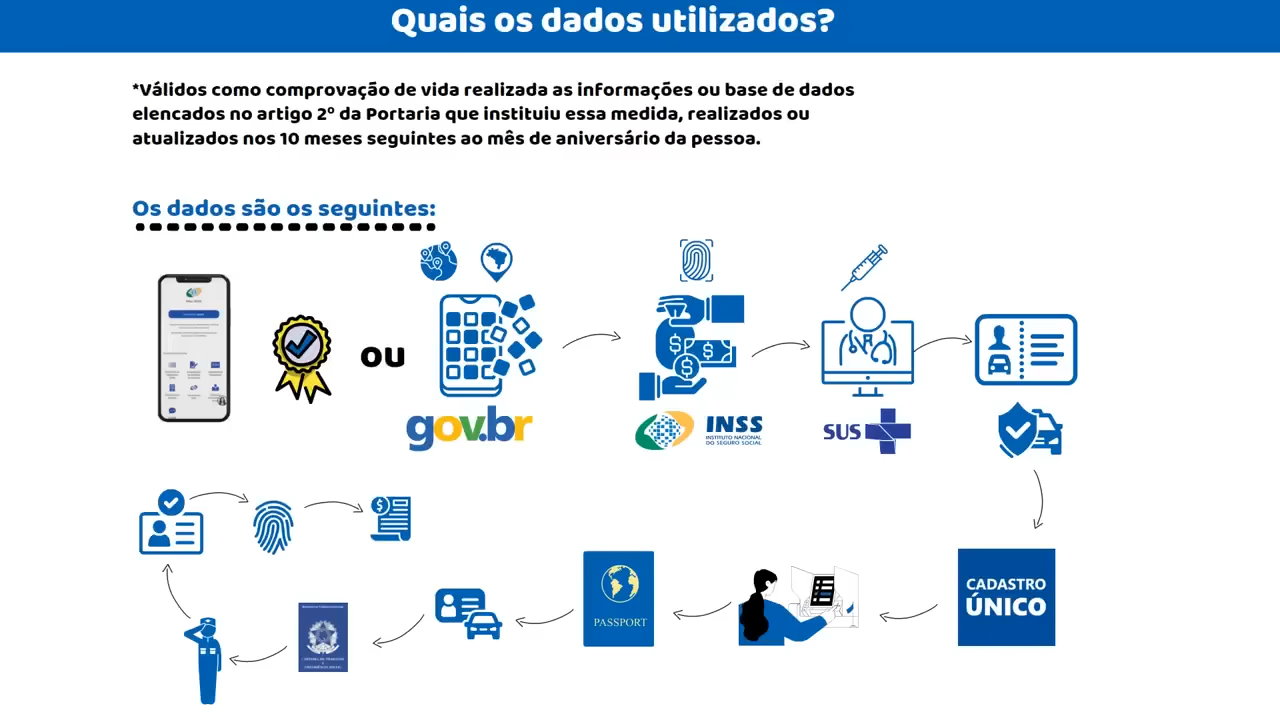 Quais os dados utilizados?
*Válidos como comprovação de vida realizada as informações ou base de dados
elencados no artigo 2º da Portaria que instituiu essa medida, realizados ou
atualizados nos 10 meses seguintes ao mês de aniversário da pessoa.
Os dados são os seguintes:
ou
gov.br
INSS
INSTITUTO NACIONAL
DO SEGURO SOCIAL
SUS
CADASTRO
ÚNICO
PASSPORT